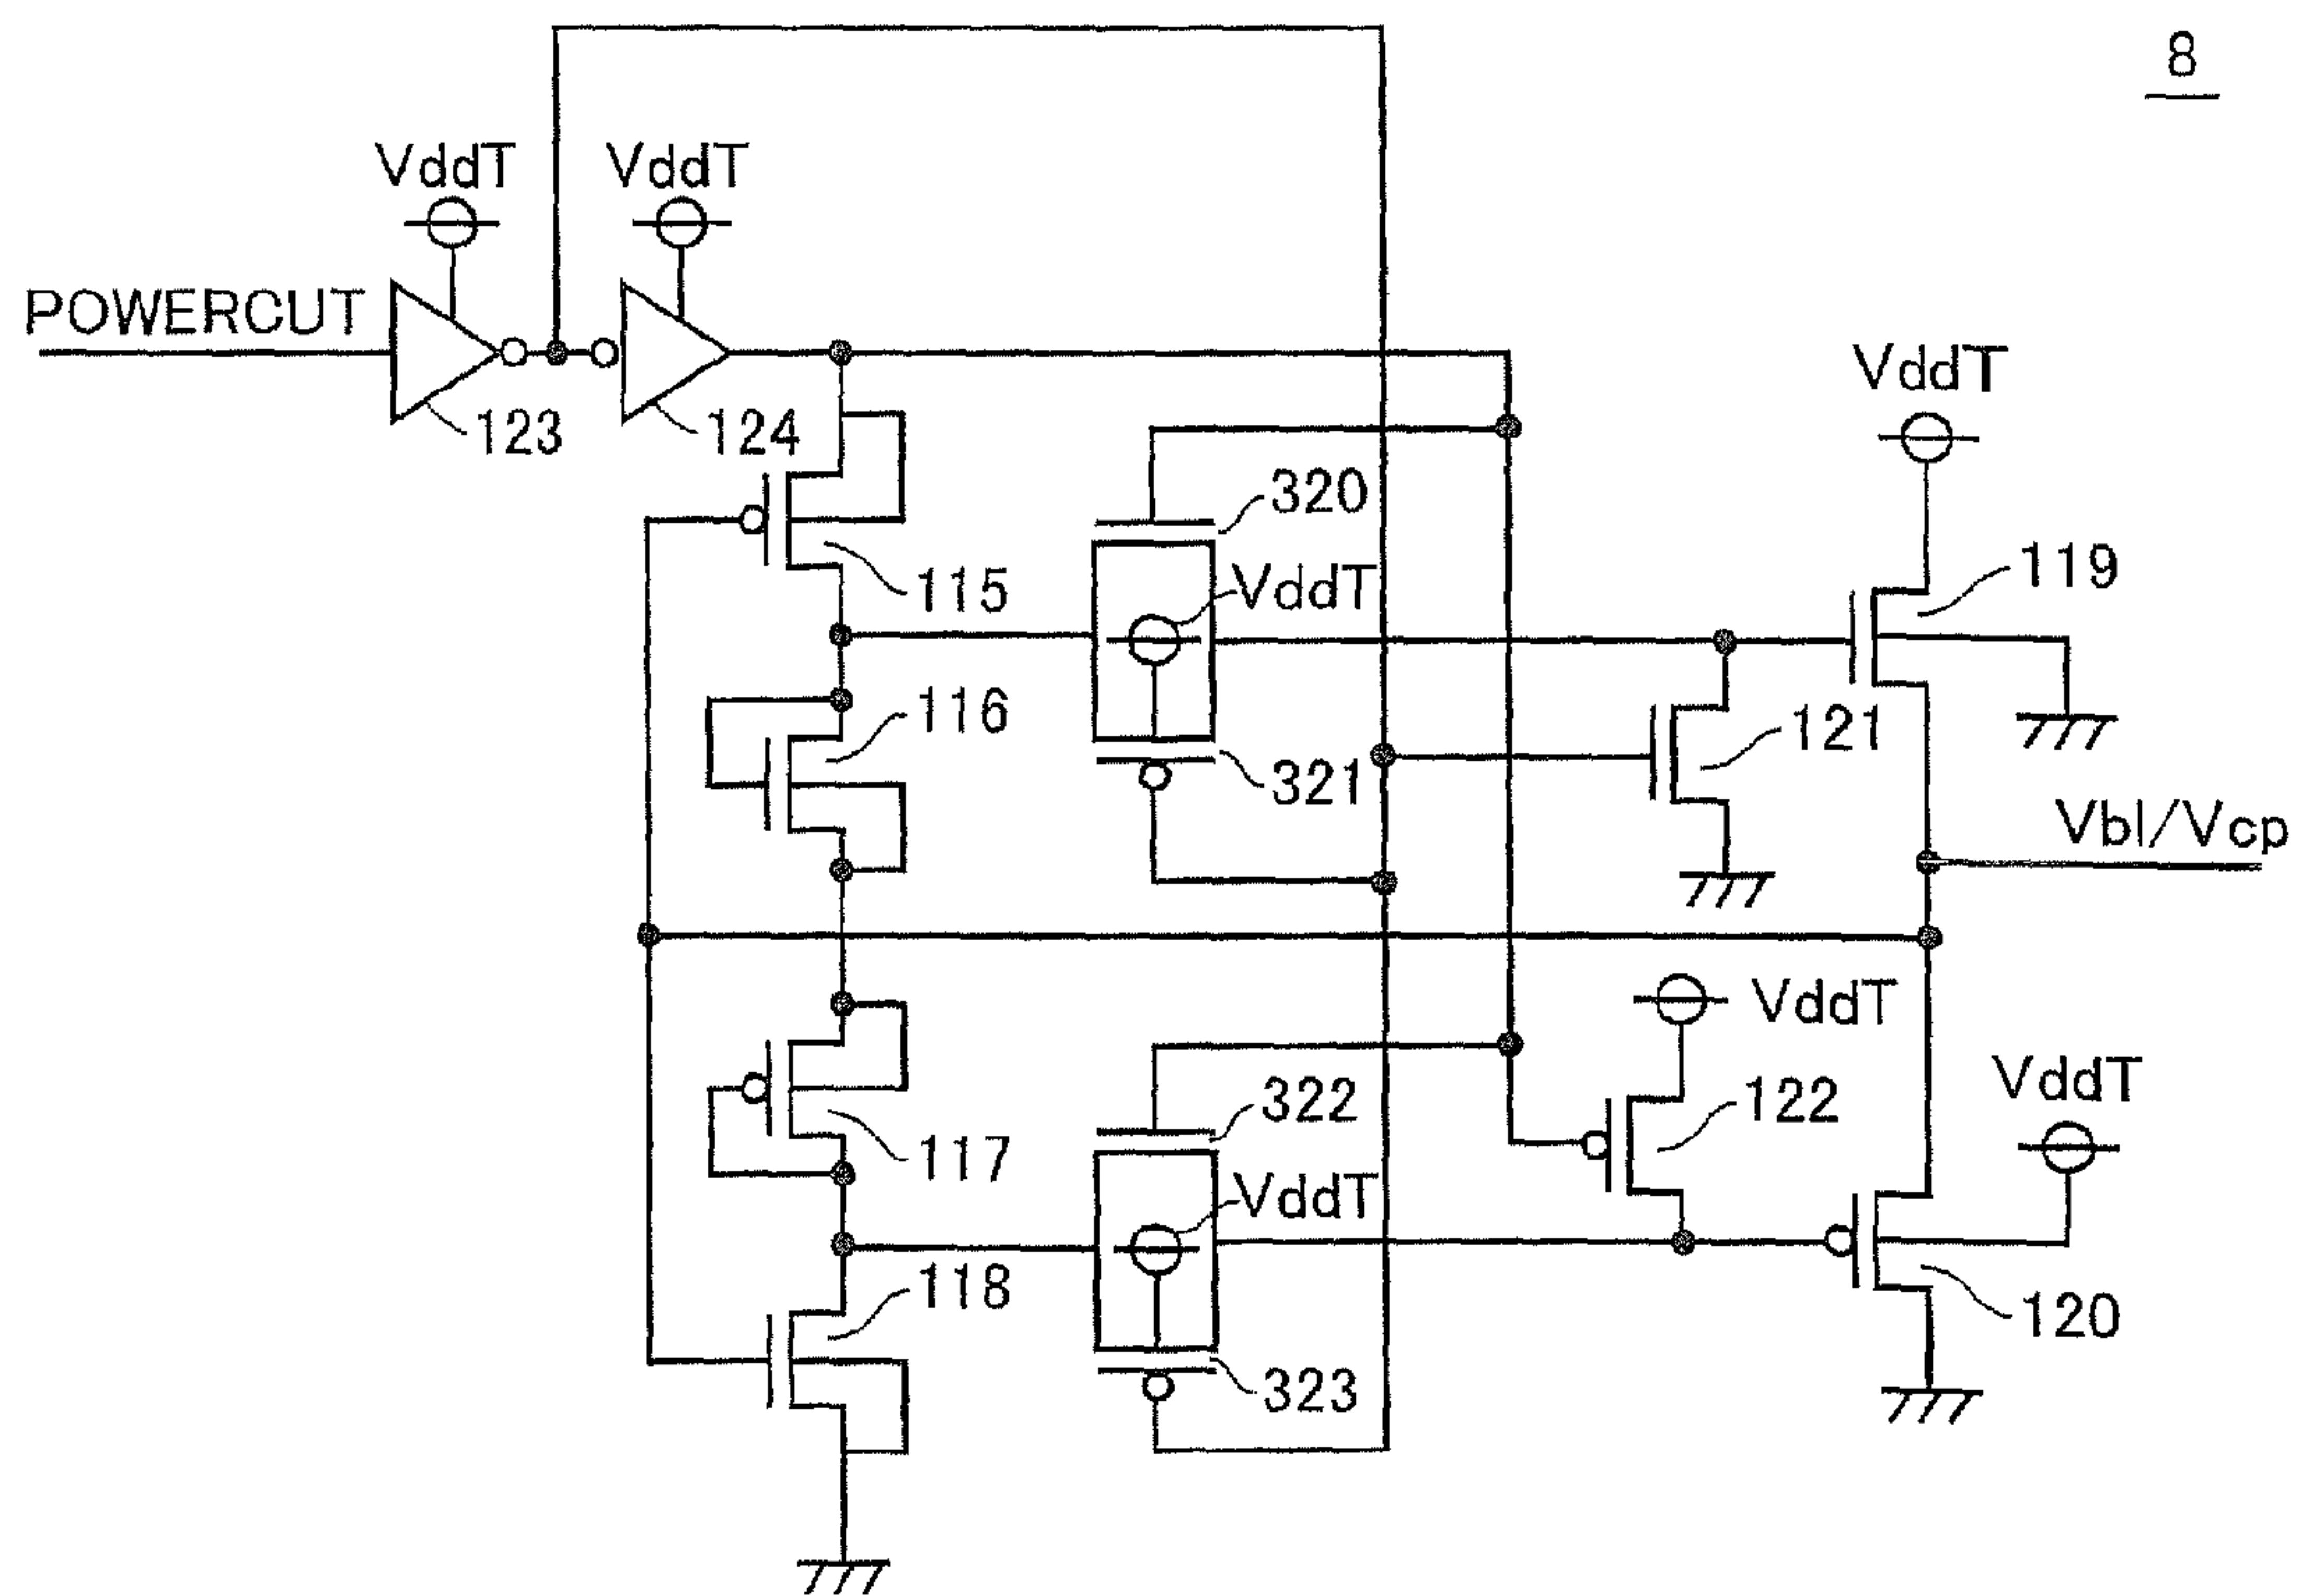 8
VddT
VddT
POWERCUT
123
124
VddT
320
115
VddT
119
116
321
121
Vbl/Vcp
VddT
VddT
322
122
117
VddT
118
120
323